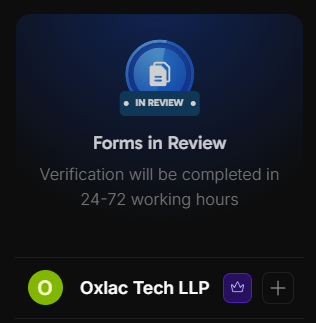 IN REVIEW
Forms in Review
Verification will be completed in
24-72 working hours
O Oxlac Tech LLP